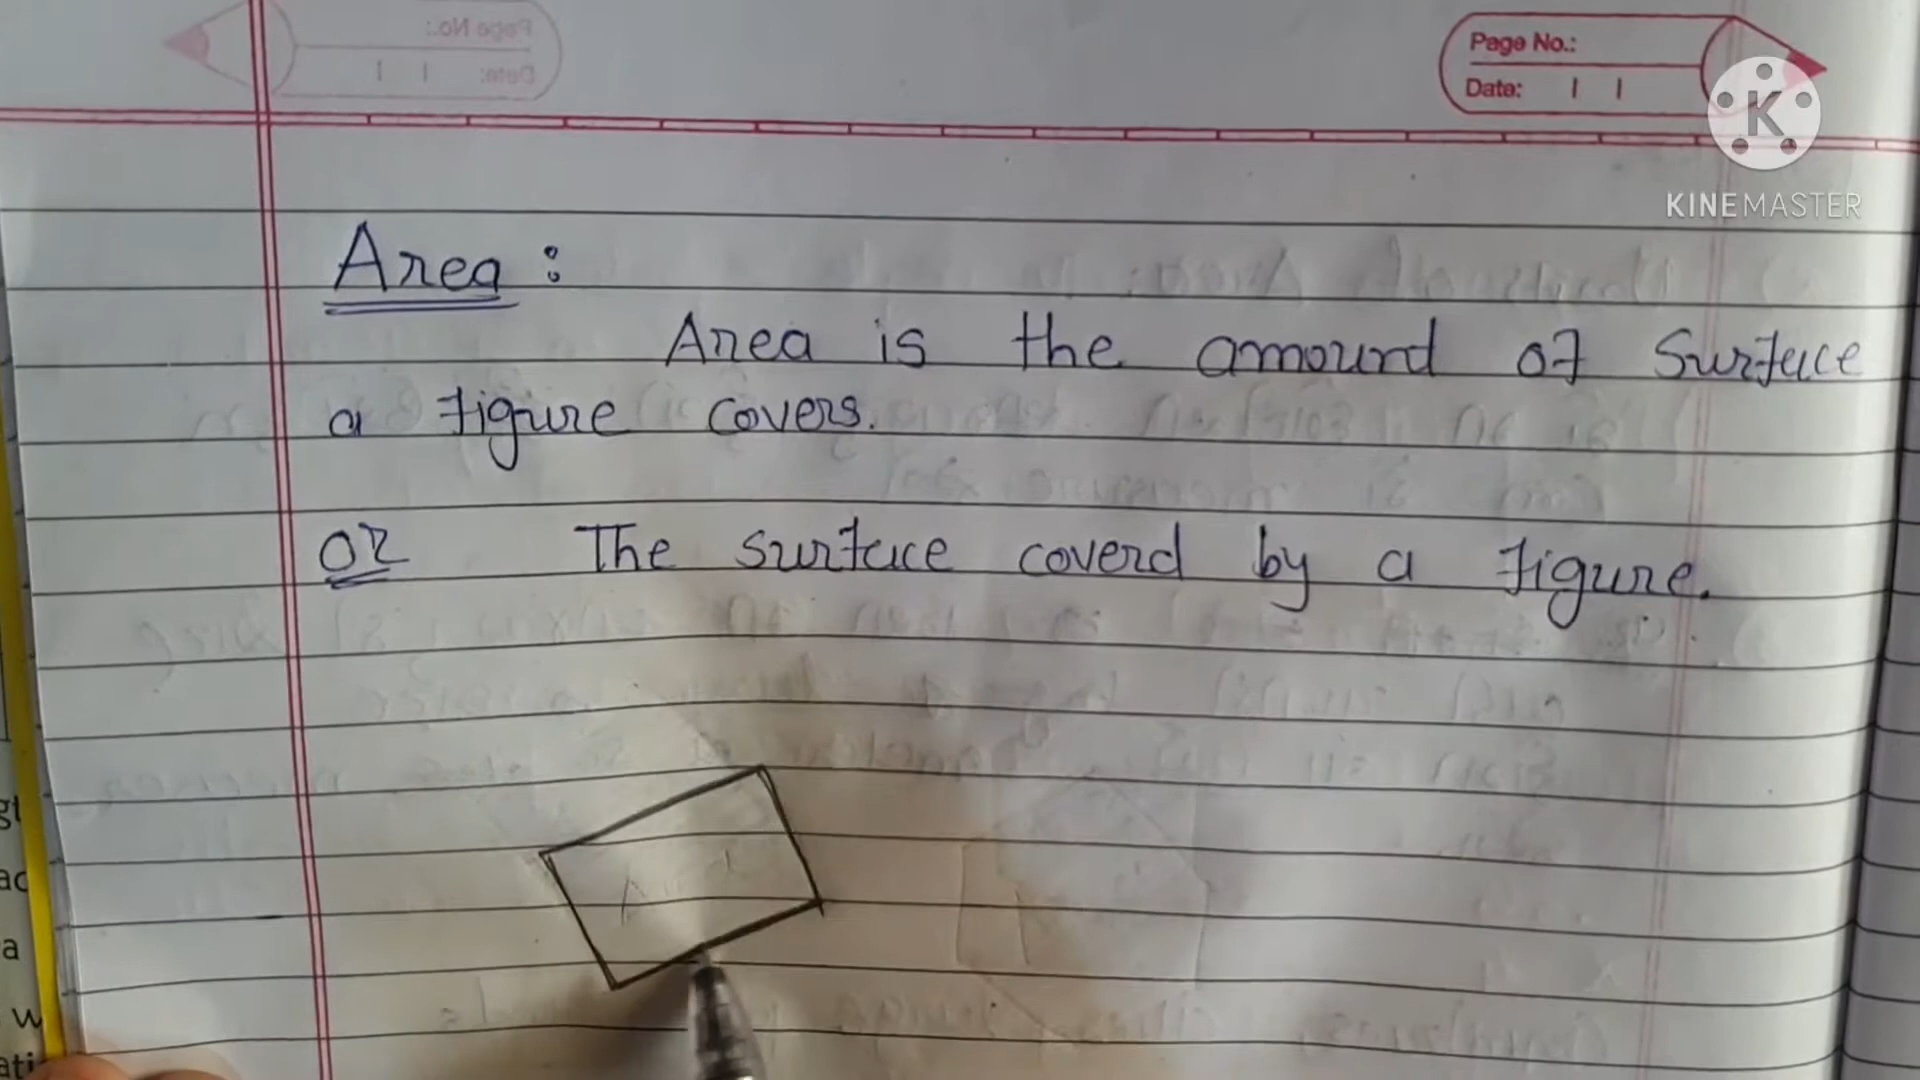 Page No.:
Date:
KINEMASTER
Area:
Area is the amount of Surface
a figure covers.
OR The surface coverd by a figure.
Area